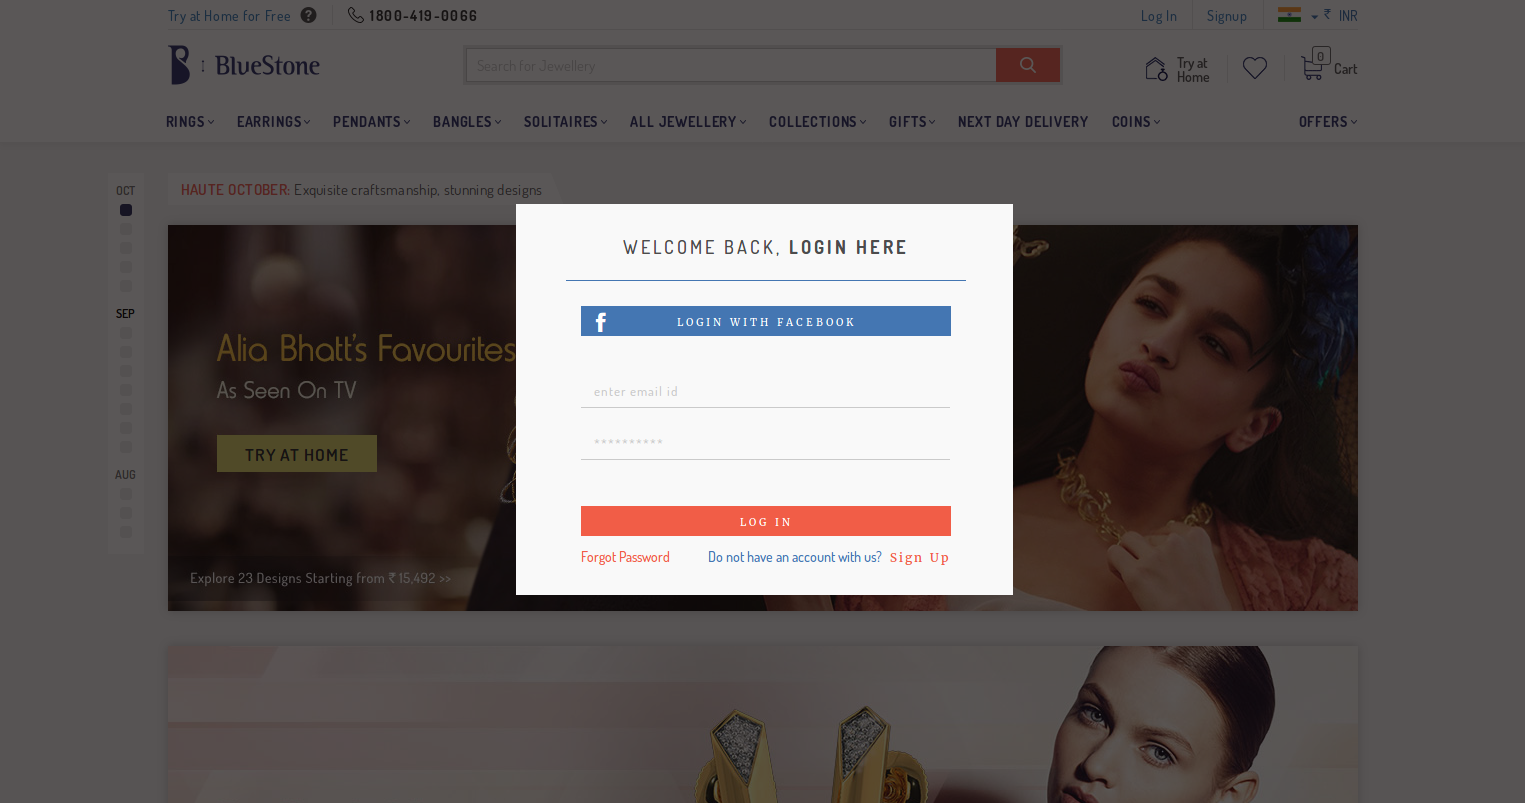 Try at Home for Free ? 1800-419-0066
Log In Signup ₹ INR
BlueStone
Search for Jewellery
Try at
Home
0
Cart
RINGS EARRINGS PENDANTS BANGLES SOLITAIRES ALL JEWELLERY COLLECTIONS GIFTS NEXT DAY DELIVERY COINS OFFERS
OCT
SEP
AUG
HAUTE OCTOBER: Exquisite craftsmanship, stunning designs
Alia Bhatt's Favourites
As Seen On TV
TRY AT HOME
Explore 23 Designs Starting from ₹ 15,492 >>
WELCOME BACK, LOGIN HERE
f LOGIN WITH FACEBOOK
enter email id
**********
LOG IN
Forgot Password Do not have an account with us? Sign Up